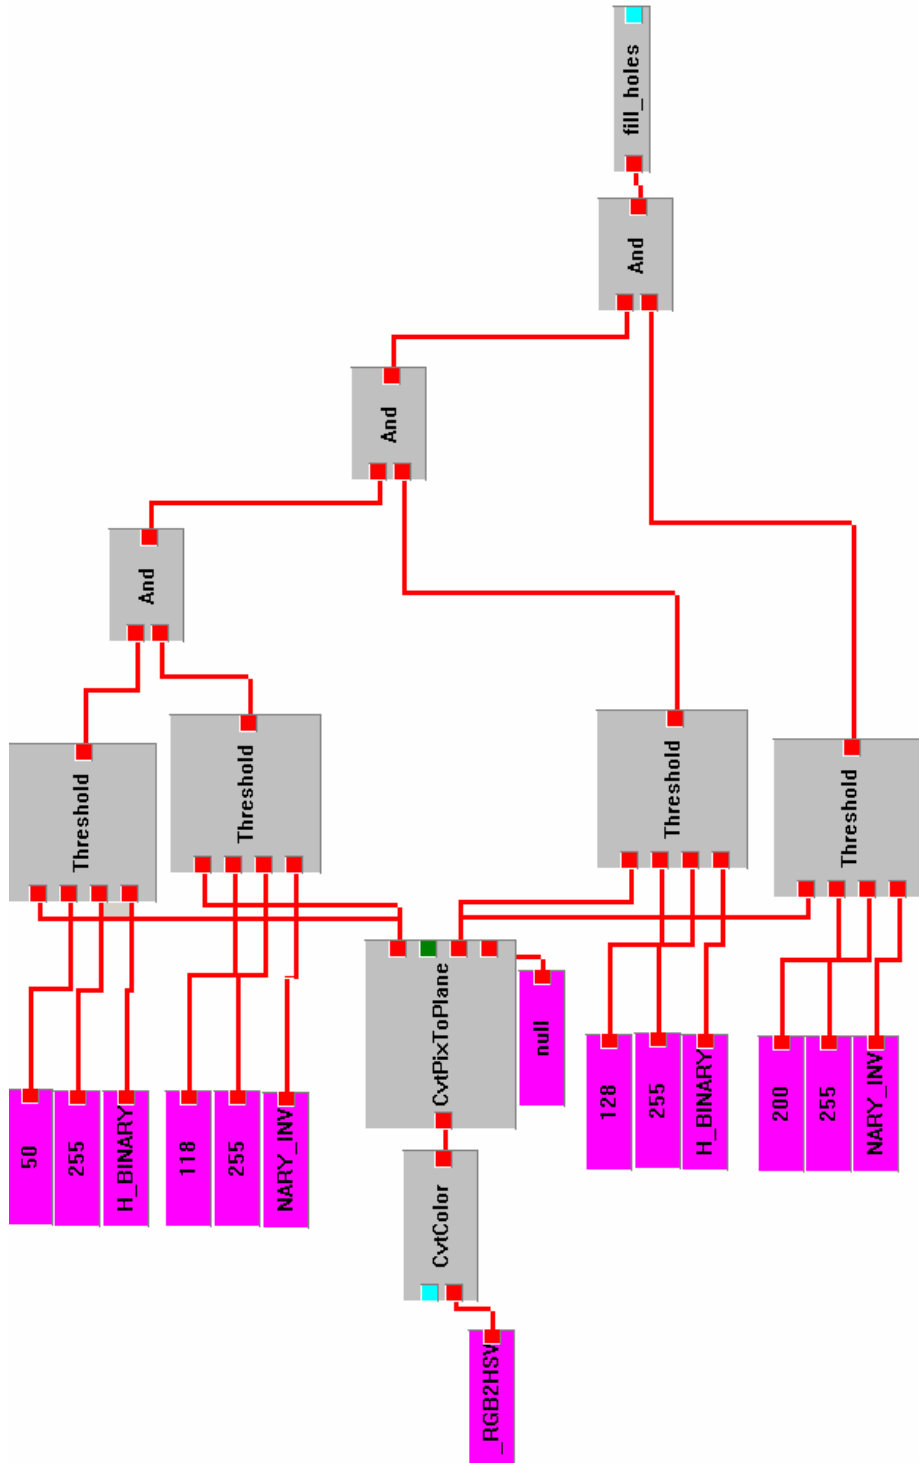 50
255
Threshold
H_BINARY
And
118
255
Threshold
NARY_INV
And
CvtColor
CvtPixToPlane
_RGB2HSV
null
128
fill_holes
And
255
Threshold
H_BINARY
200
255
Threshold
NARY_INV